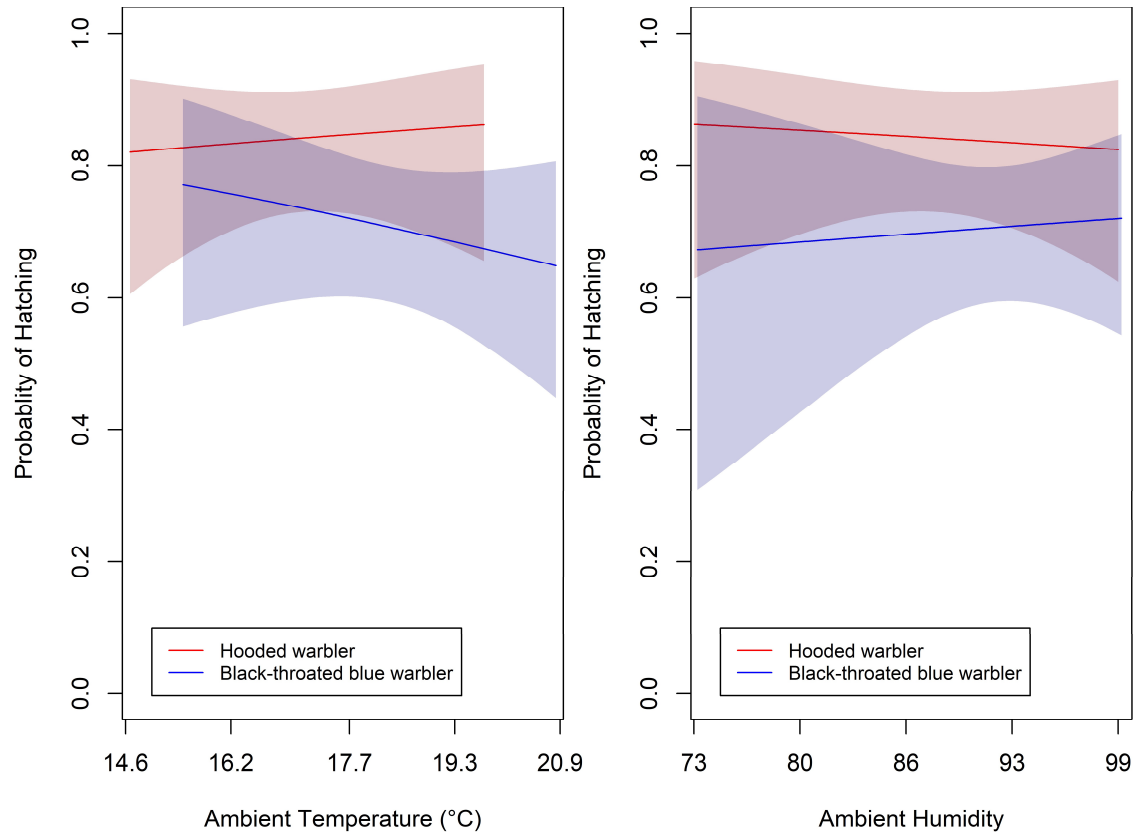 Probablity of Hatching
1.0
0.8
0.6
0.4
0.2
0.0
Hooded warbler
Black-throated blue warbler
14.6 16.2 17.7 19.3 20.9
Ambient Temperature (°C)
Probablity of Hatching
1.0
0.8
0.6
0.4
0.2
0.0
Hooded warbler
Black-throated blue warbler
73 80 86 93 99
Ambient Humidity